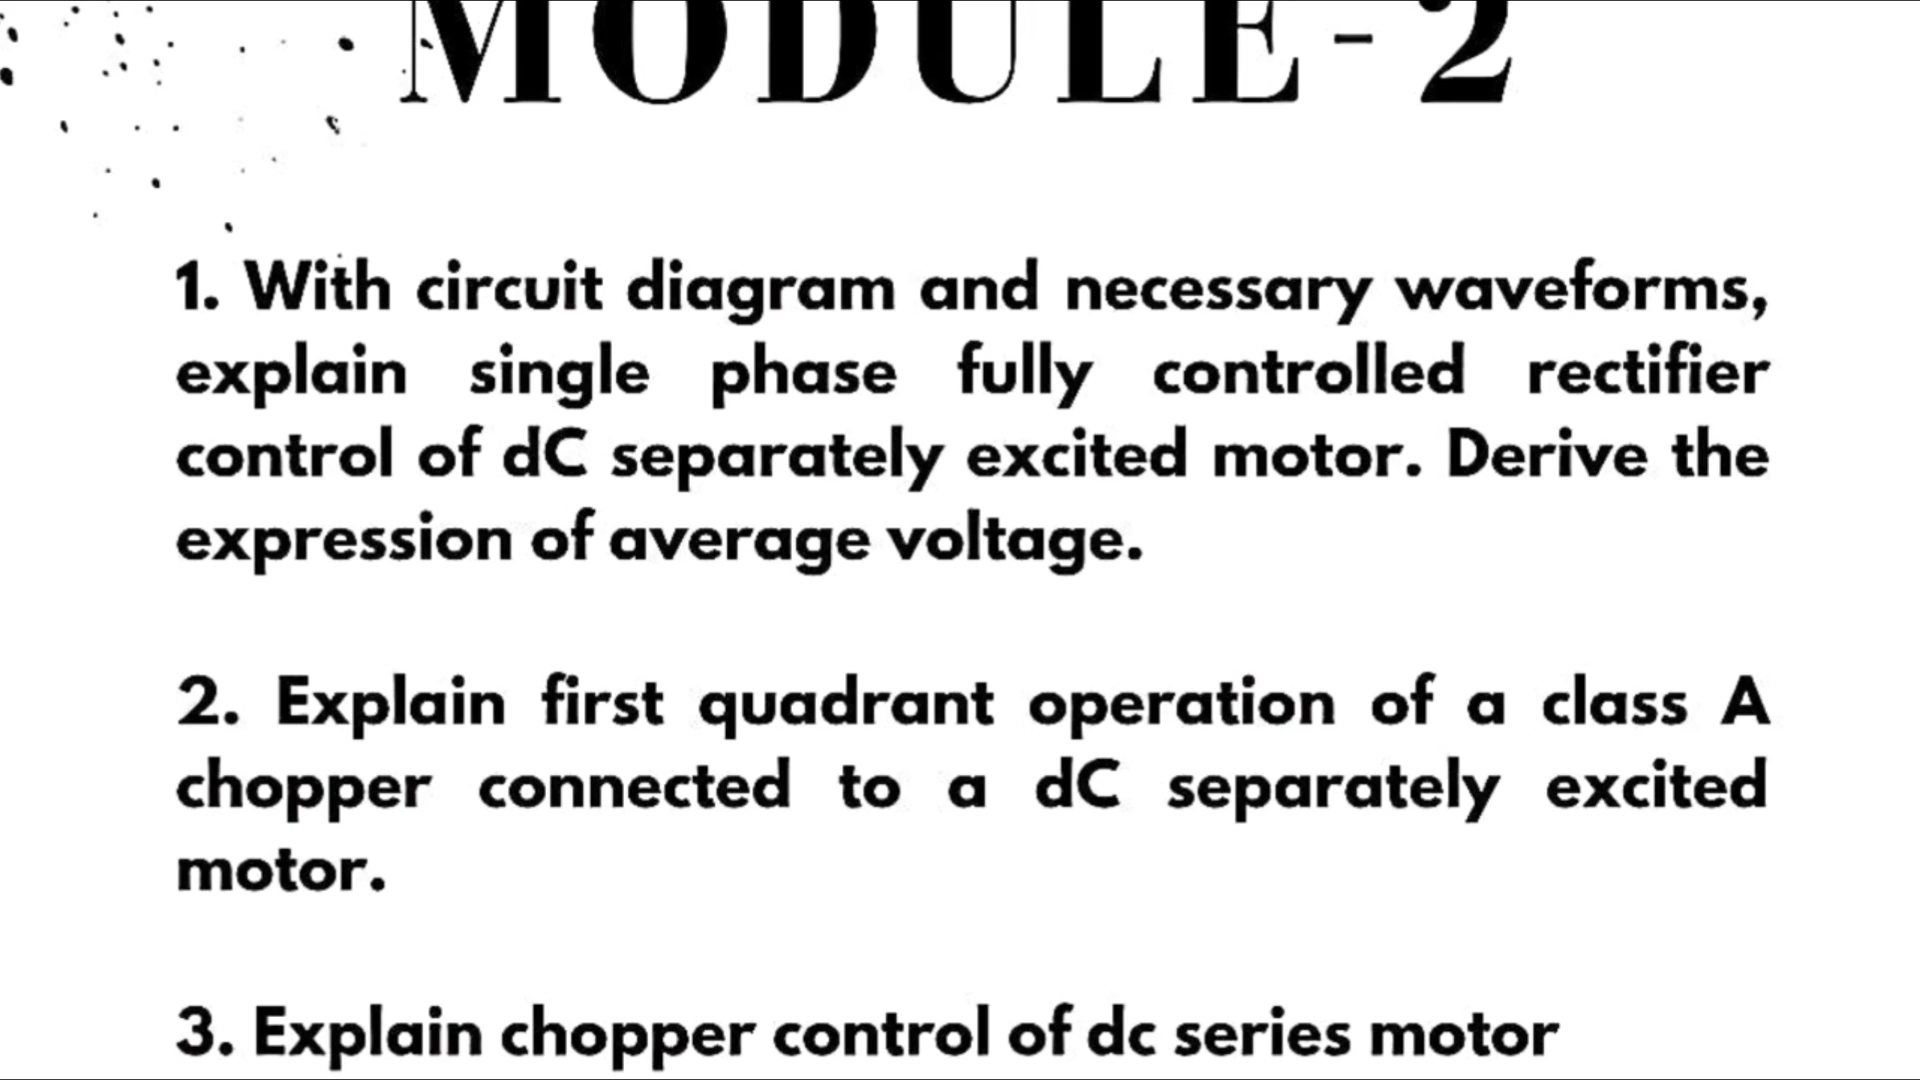 MODULE-2
1. With circuit diagram and necessary waveforms,
explain single phase fully controlled rectifier
control of dC separately excited motor. Derive the
expression of average voltage.
2. Explain first quadrant operation of a class A
chopper connected to a dC separately excited
motor.
3. Explain chopper control of dc series motor